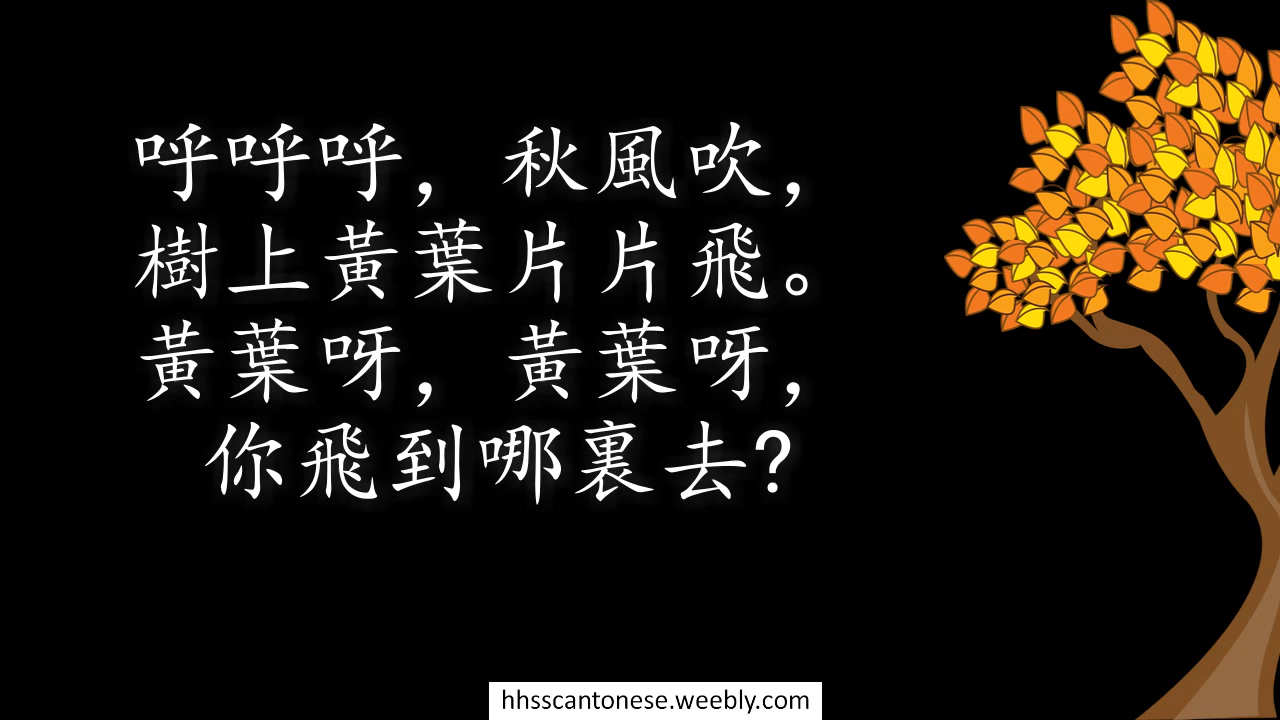 呼呼呼，秋風吹，
樹上黃葉片片飛。
黃葉呀，黃葉呀，
你飛到哪裏去?
hhsscantonese.weebly.com